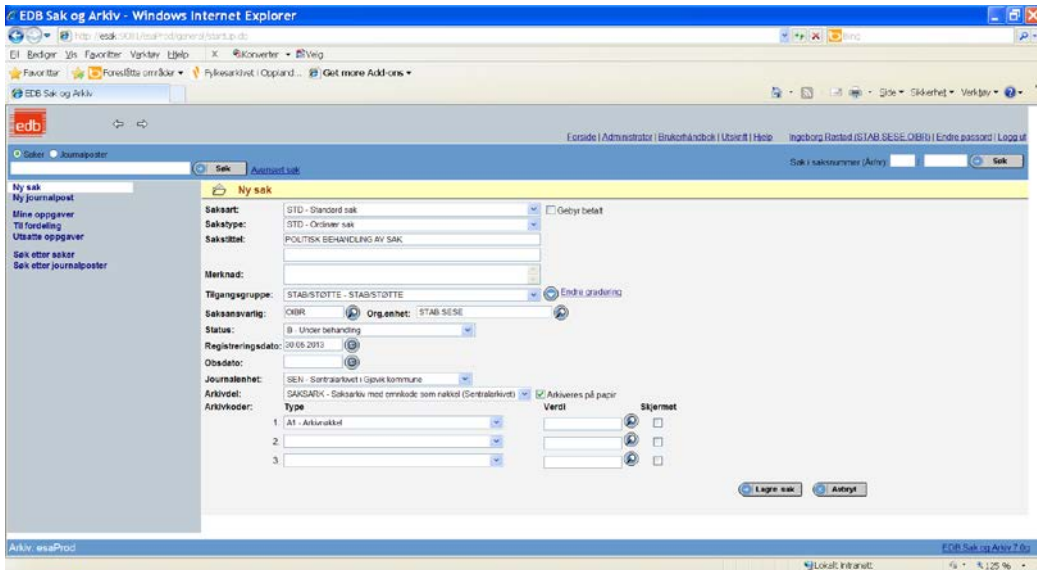 EDB Sak og Arkiv - Windows Internet Explorer
Bing
Fil Rediger Vis Favoritter Verktøy Hjelp X Konverter Velg
Favoritter Foreslåtte områder Fylkesarkivet i Oppland... Get more Add-ons
EDB Sak og Arkiv Side Sikkerhet Verktøy
edb
Forside | Administrator | Brukerhåndbok | Utskrift | Hjelp Ingeborg Rastad (STAB.SESE,OIBR) | Endre passord | Logg ut
Saker Journalposter
Søk Avansert søk Søk i saksnummer (År/nr) / Søk
Ny sak
Ny journalpost
Mine oppgaver
Til fordeling
Utsatte oppgaver
Søk etter saker
Søk etter journalposter
Ny sak
Saksart: STD - Standard sak Gebyr betalt
Sakstype: STD - Ordinær sak
Sakstittel: POLITISK BEHANDLING AV SAK
Merknad:
Tilgangsgruppe: STAB/STØTTE - STAB/STØTTE Endre gradering
Saksansvarlig: OIBR Org.enhet: STAB.SESE
Status: B - Under behandling
Registreringsdato: 30.05.2013
Obsdato:
Journalenhet: SEN - Sentralarkivet i Gjøvik kommune
Arkivdel: SAKSARK - Saksarkiv med emnekode som nøkkel (Sentralarkivet) Arkiveres på papir
Arkivkoder: Type Verdi Skjermet
1. A1 - Arkivnøkkel
2.
3.
Lagre sak Avbryt
Arkiv: esaProd EDB Sak og Arkiv 7.0g
Lokalt intranett 125 %